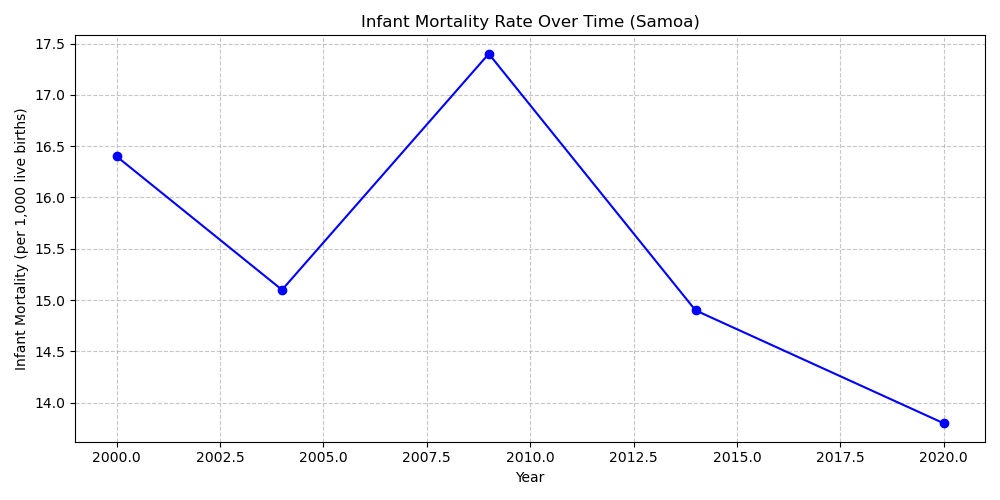 Infant Mortality Rate Over Time (Samoa)
Infant Mortality (per 1,000 live births)
17.5
17.0
16.5
16.0
15.5
15.0
14.5
14.0
2000.0 2002.5 2005.0 2007.5 2010.0 2012.5 2015.0 2017.5 2020.0
Year